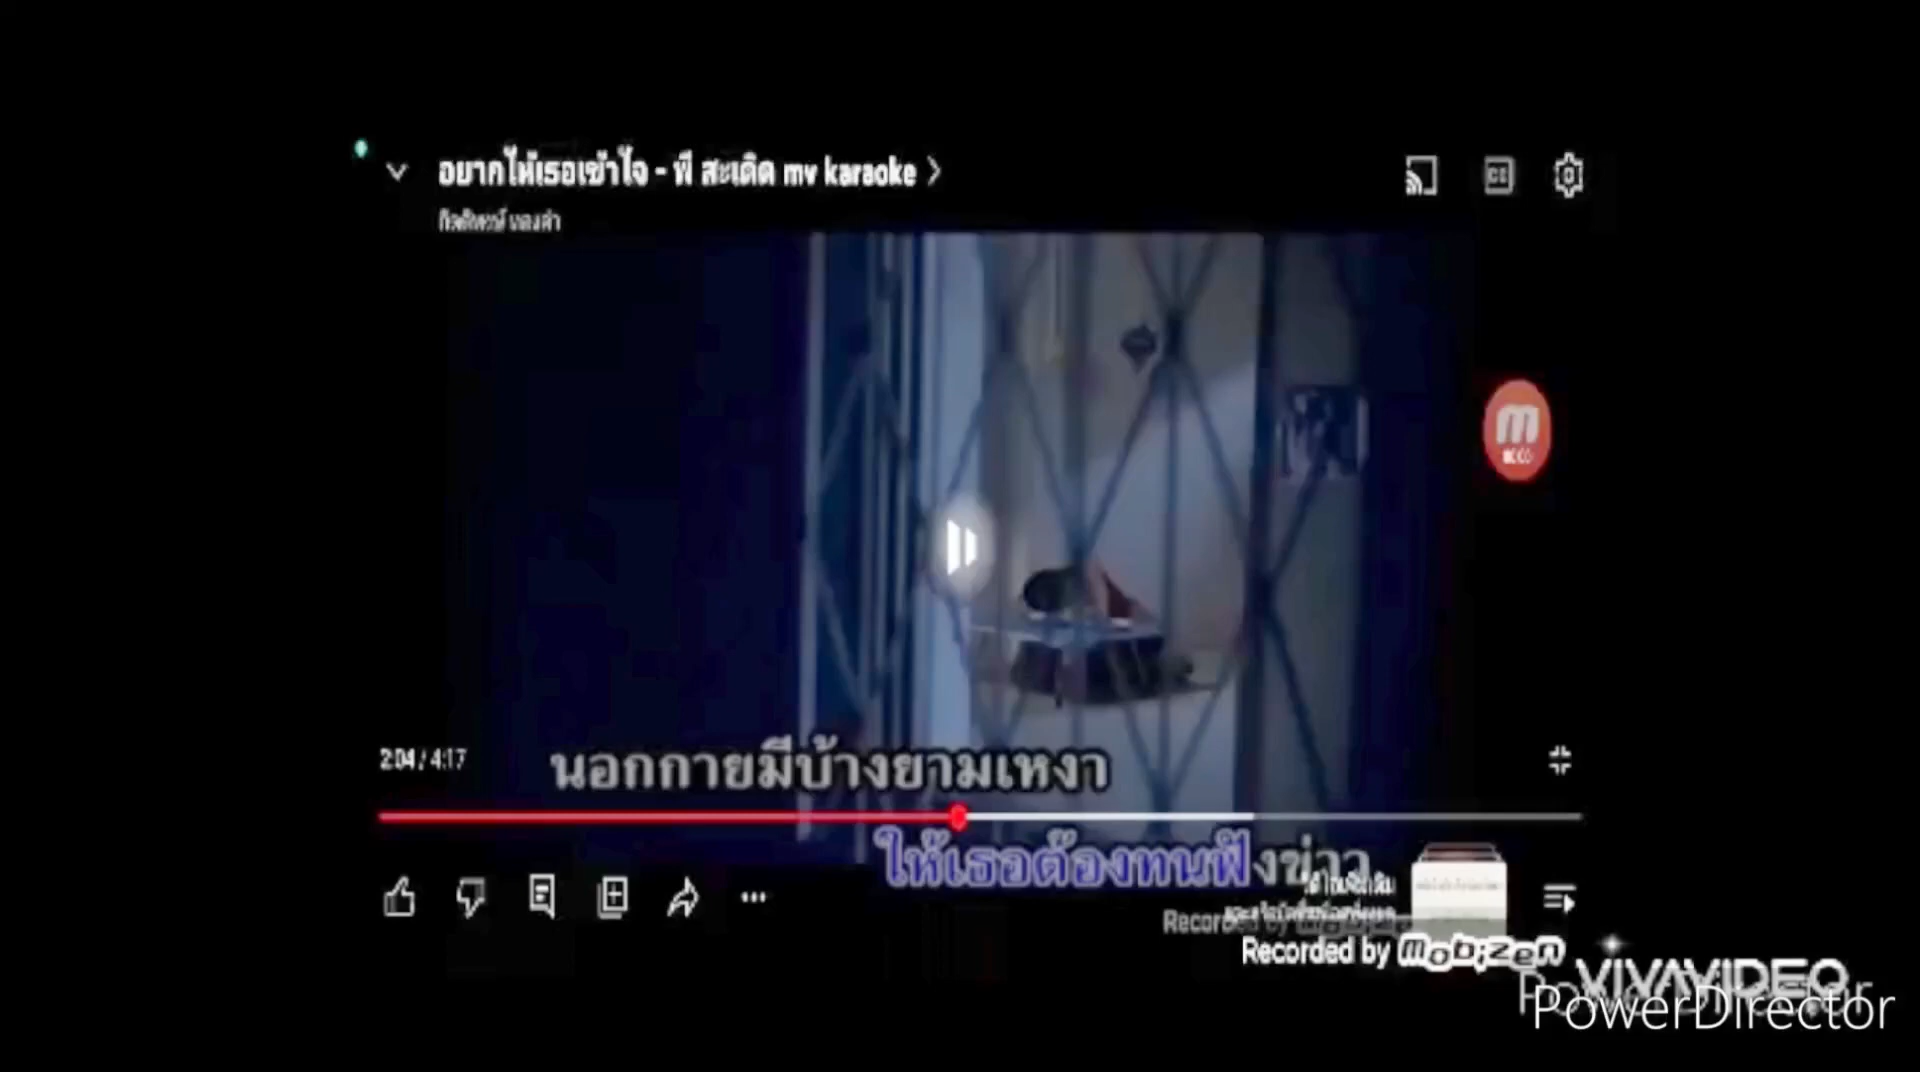 อยากให้เธอเข้าใจ - พี สะเดิด mv karaoke
2:04 / 4:17
นอกกายมีบ้างยามเหงา
ให้เธอต้องทนฟังข่าว
Recorded by
Recorded by mobizen
VIVAVIDEO
PowerDirector
PowerDirector